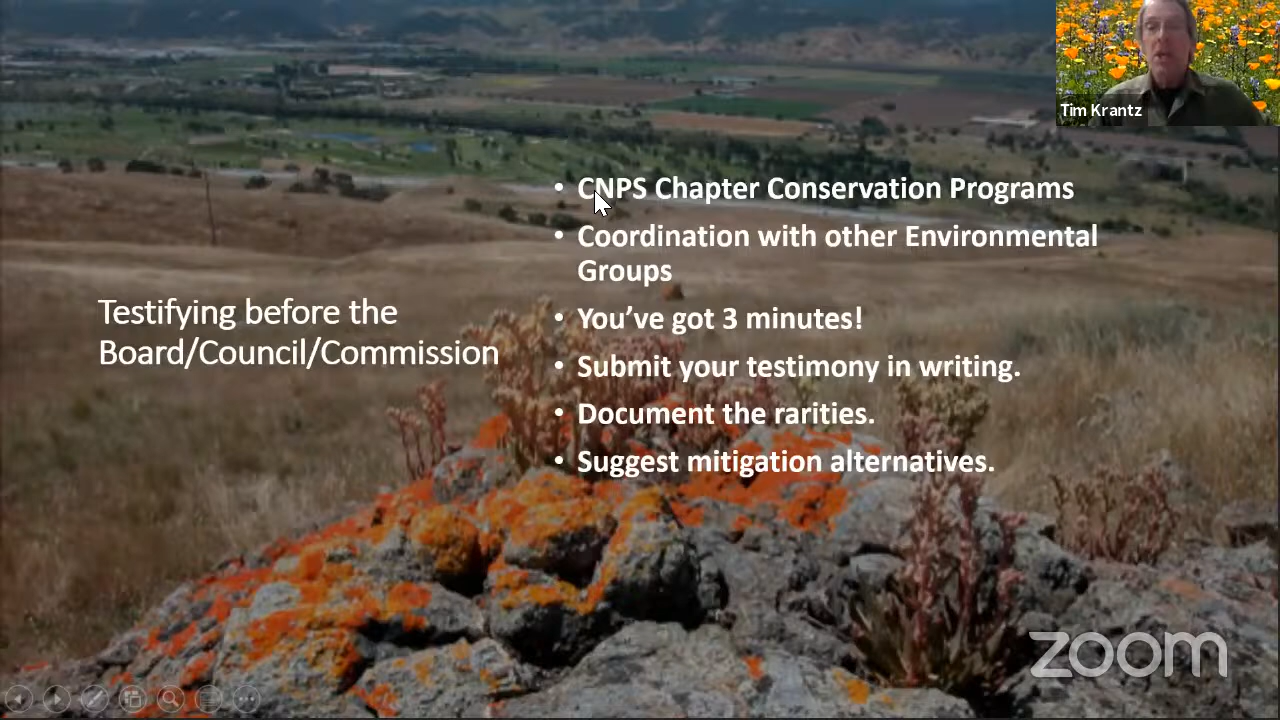 Tim Krantz
Testifying before the
Board/Council/Commission
• CNPS Chapter Conservation Programs
• Coordination with other Environmental
Groups
• You’ve got 3 minutes!
• Submit your testimony in writing.
• Document the rarities.
• Suggest mitigation alternatives.
zoom